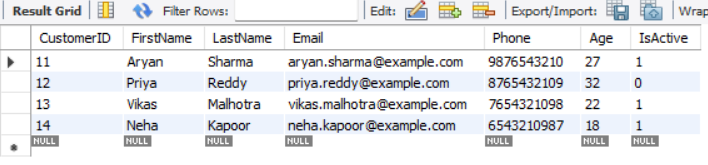 Result Grid Filter Rows: Edit: Export/Import: Wrap
CustomerID FirstName LastName Email Phone Age IsActive
11 Aryan Sharma aryan.sharma@example.com 9876543210 27 1
12 Priya Reddy priya.reddy@example.com 8765432109 32 0
13 Vikas Malhotra vikas.malhotra@example.com 7654321098 22 1
14 Neha Kapoor neha.kapoor@example.com 6543210987 18 1
NULL NULL NULL NULL NULL NULL NULL